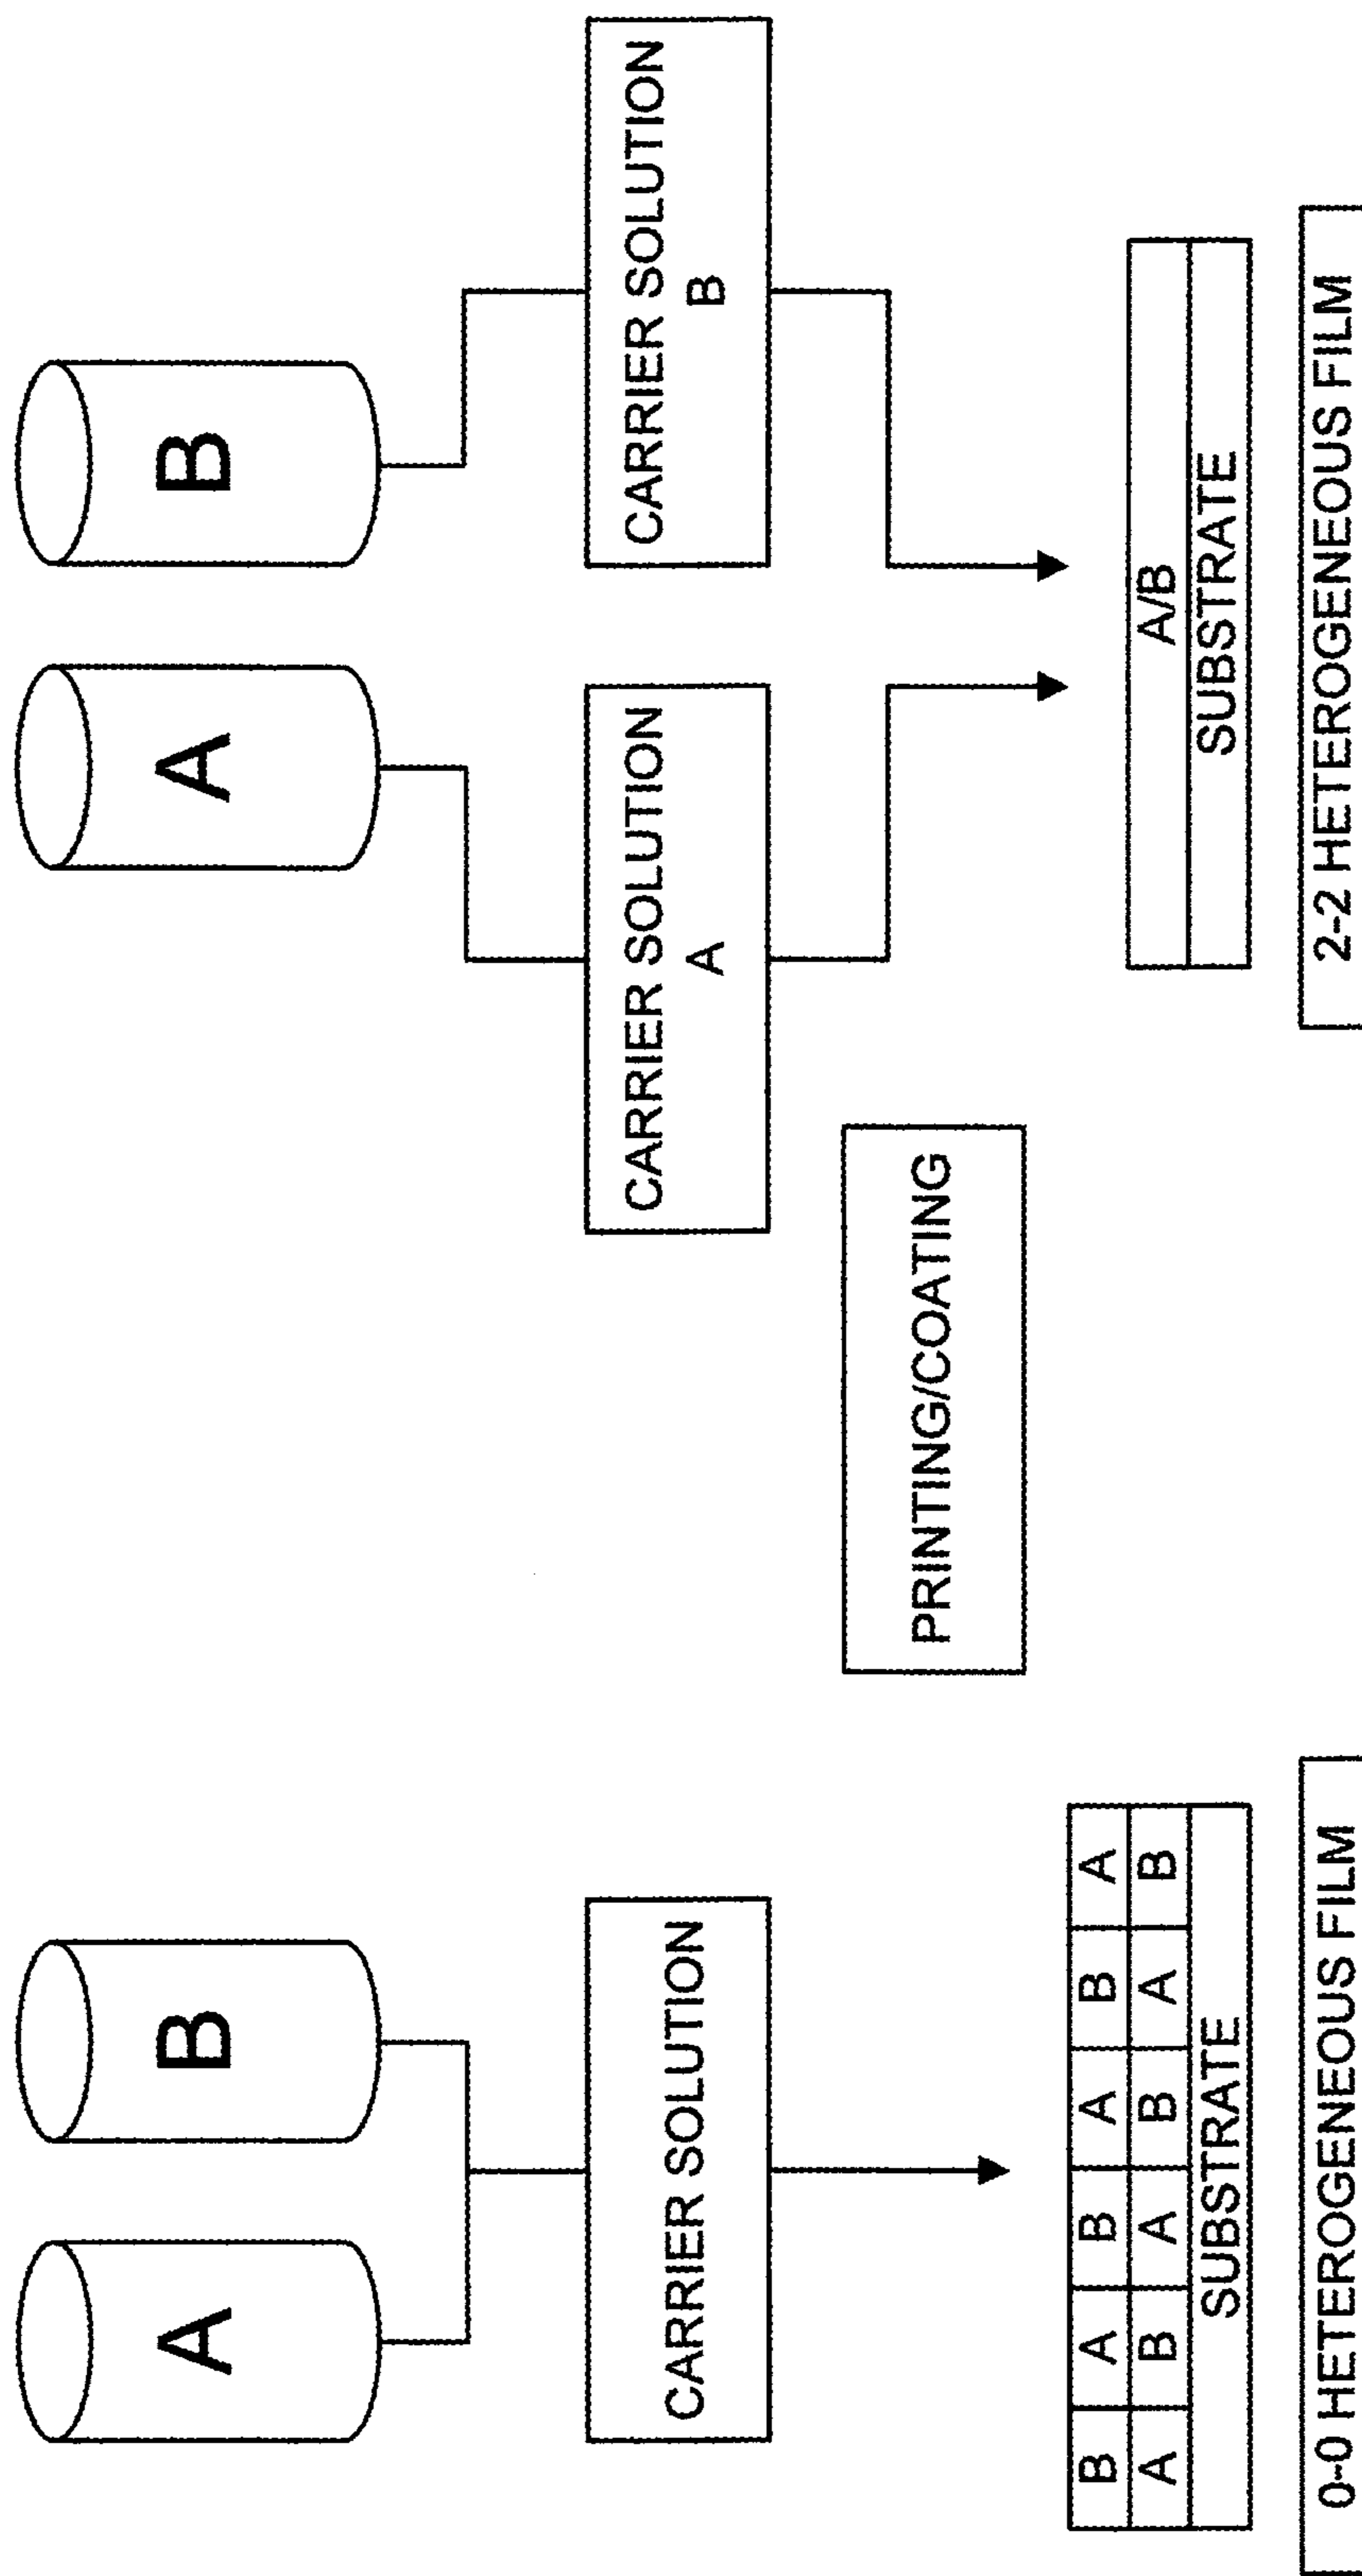 A
B
CARRIER SOLUTION
B A B A B A
A B A B A B
SUBSTRATE
0-0 HETEROGENEOUS FILM
PRINTING/COATING
A
B
CARRIER SOLUTION
A
CARRIER SOLUTION
B
A/B
SUBSTRATE
2-2 HETEROGENEOUS FILM